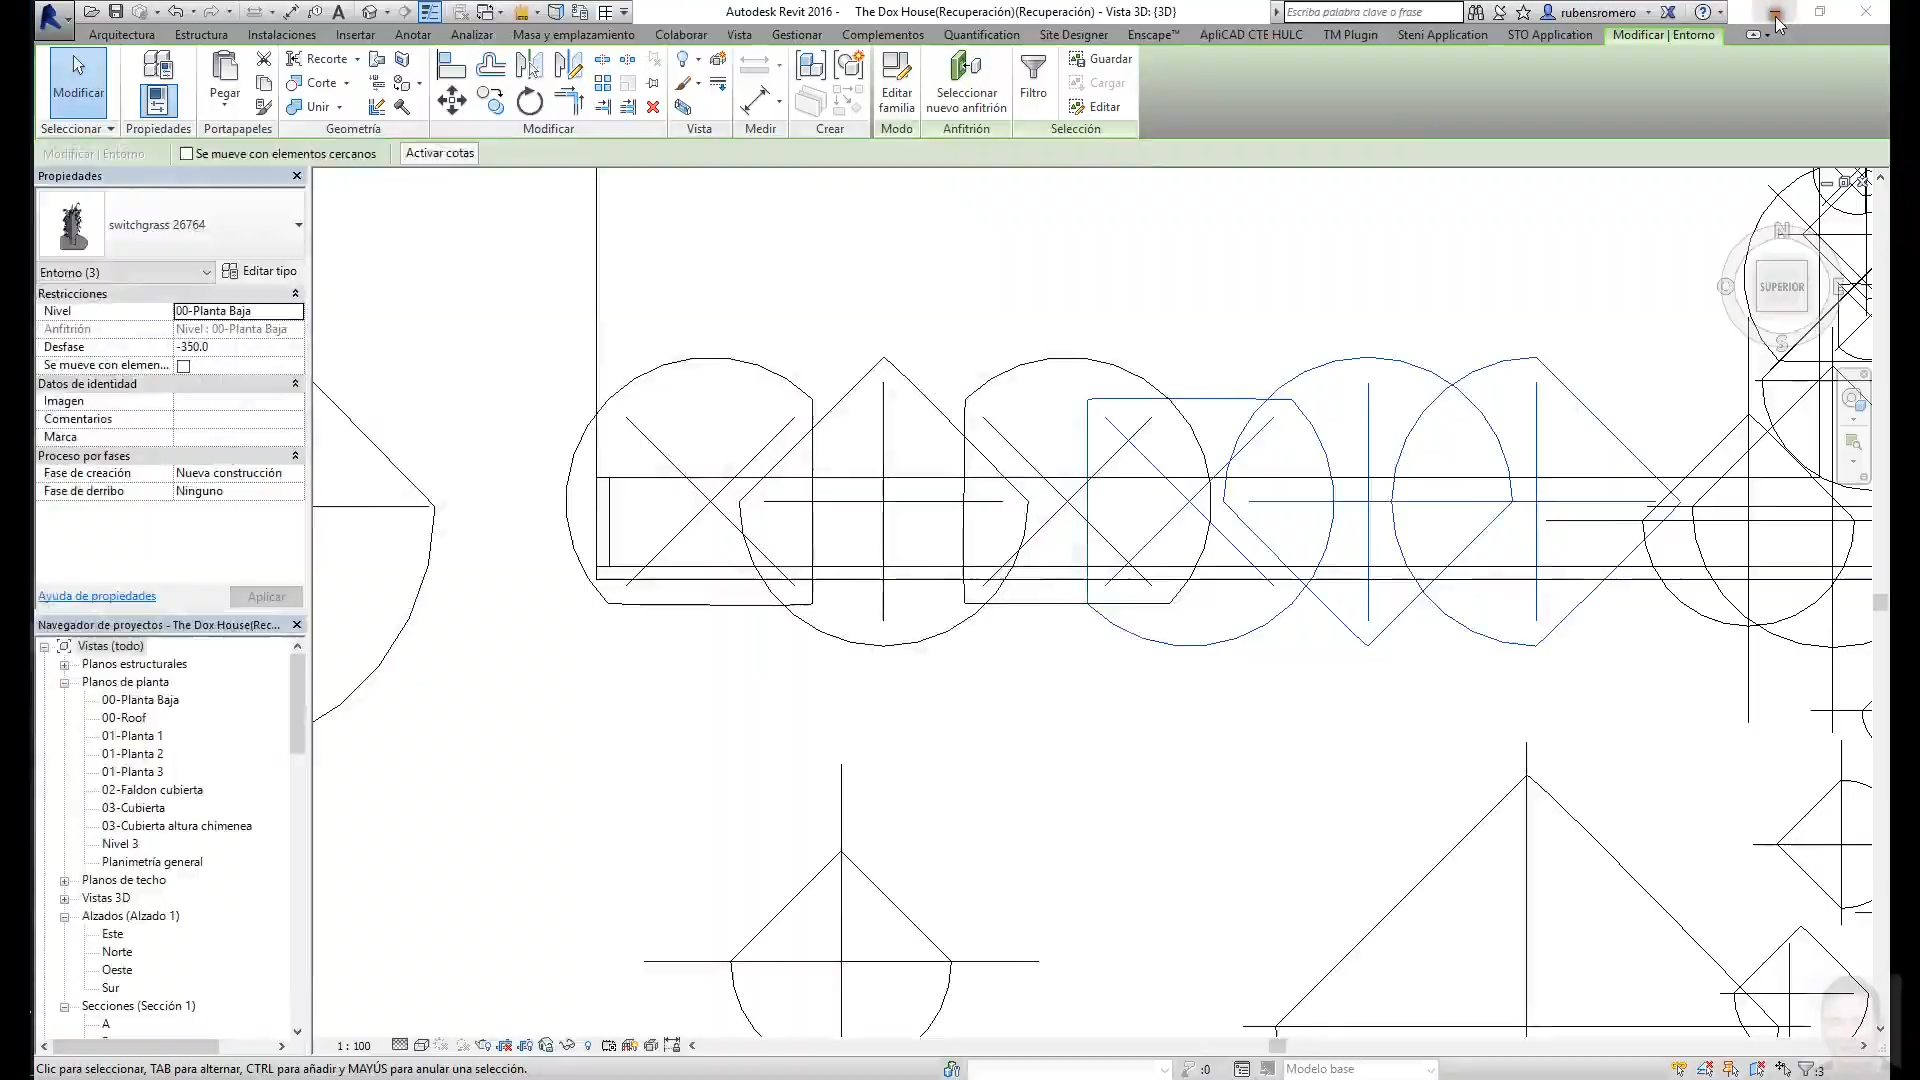 Autodesk Revit 2016 - The Dox House(Recuperación)(Recuperación) - Vista 3D: {3D}
Escriba palabra clave o frase
rubensromero
Arquitectura Estructura Instalaciones Insertar Anotar Analizar Masa y emplazamiento Colaborar Vista Gestionar Complementos Quantification Site Designer Enscape™ ApliCAD CTE HULC TM Plugin Steni Application STO Application Modificar | Entorno
Modificar
Pegar
Recorte
Corte
Unir
Editar familia
Seleccionar nuevo anfitrión
Filtro
Guardar
Cargar
Editar
Seleccionar Propiedades Portapapeles Geometría Modificar Vista Medir Crear Modo Anfitrión Selección
Modificar | Entorno
Se mueve con elementos cercanos
Activar cotas
Propiedades
switchgrass 26764
Entorno (3)
Editar tipo
Restricciones
Nivel 00-Planta Baja
Anfitrión Nivel : 00-Planta Baja
Desfase -350.0
Se mueve con elemen...
Datos de identidad
Imagen
Comentarios
Marca
Proceso por fases
Fase de creación Nueva construcción
Fase de derribo Ninguno
Ayuda de propiedades
Aplicar
Navegador de proyectos - The Dox House(Rec...
Vistas (todo)
Planos estructurales
Planos de planta
00-Planta Baja
00-Roof
01-Planta 1
01-Planta 2
01-Planta 3
02-Faldon cubierta
03-Cubierta
03-Cubierta altura chimenea
Nivel 3
Planimetría general
Planos de techo
Vistas 3D
Alzados (Alzado 1)
Este
Norte
Oeste
Sur
Secciones (Sección 1)
A
N
SUPERIOR
O
E
S
1 : 100
Clic para seleccionar, TAB para alternar, CTRL para añadir y MAYÚS para anular una selección.
:0
Modelo base
:3